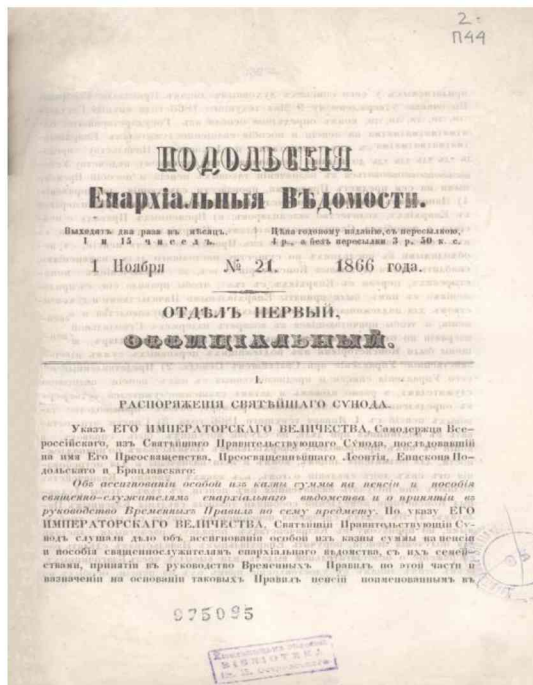 2:
П44
ПОДОЛЬСКІЯ
Епархіальныя Вѣдомости.
Выходятъ два раза въ мѣсяцъ. Цѣна годовому изданію, съ пересылкою,
1 и 15 чиселъ. 4 р., а безъ пересылки 3 р. 50 к. с.
1 Ноября № 21. 1866 года.
ОТДѢЛЪ ПЕРВЫЙ,
ОФФИЦІАЛЬНЫЙ.
I.
РАСПОРЯЖЕНІЯ СВЯТѢЙШАГО СѴНОДА.
Указъ ЕГО ИМПЕРАТОРСКАГО ВЕЛИЧЕСТВА, Самодержца Все-
россійскаго, изъ Святѣйшаго Правительствующаго Сѵнода, послѣдовавшій
на имя Его Преосвященства, Преосвященнѣйшаго Леонтія, Епископа По-
дольскаго и Брацлавскаго:
Объ ассигнованіи особой изъ казны суммы на пенсіи и пособія
священно-служителямъ епархіальнаго вѣдомства и о принятіи въ
руководство Временныхъ Правилъ по сему предмету. По указу ЕГО
ИМПЕРАТОРСКАГО ВЕЛИЧЕСТВА, Святѣйшій Правительствующій Сѵ-
нодъ слушали дѣло объ ассигнованіи особой изъ казны суммы на пенсіи
и пособія священнослужителямъ епархіальнаго вѣдомства, съ ихъ семей-
ствами, принятіи въ руководство Временныхъ Правилъ по этой части и
назначеніи на основаніи таковыхъ Правилъ пенсій поименованнымъ въ
975095